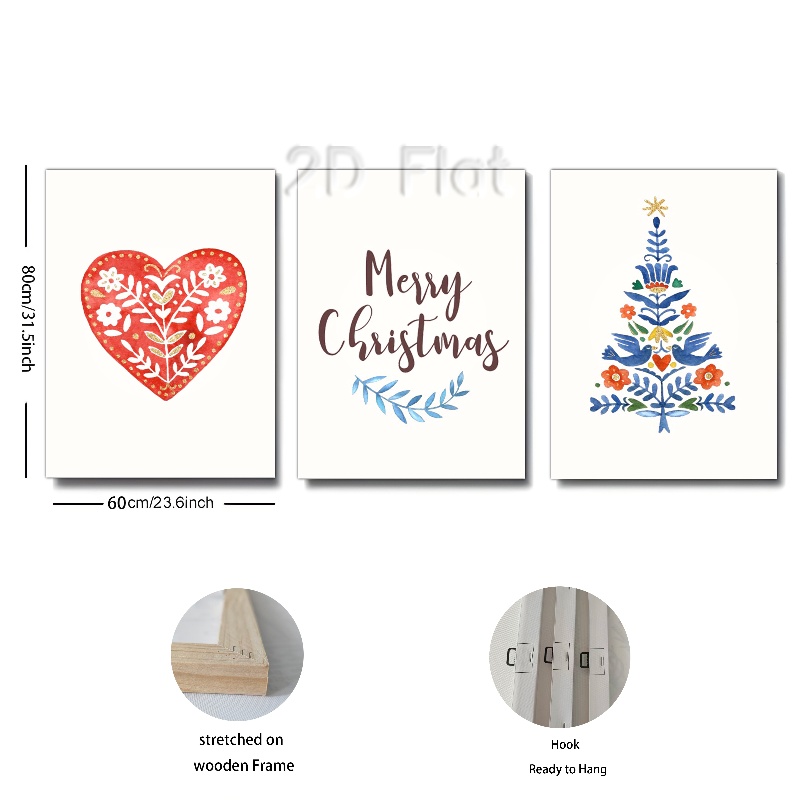 2D Flat
Merry
Christmas
80cm/31.5inch
60cm/23.6inch
stretched on
wooden Frame
Hook
Ready to Hang